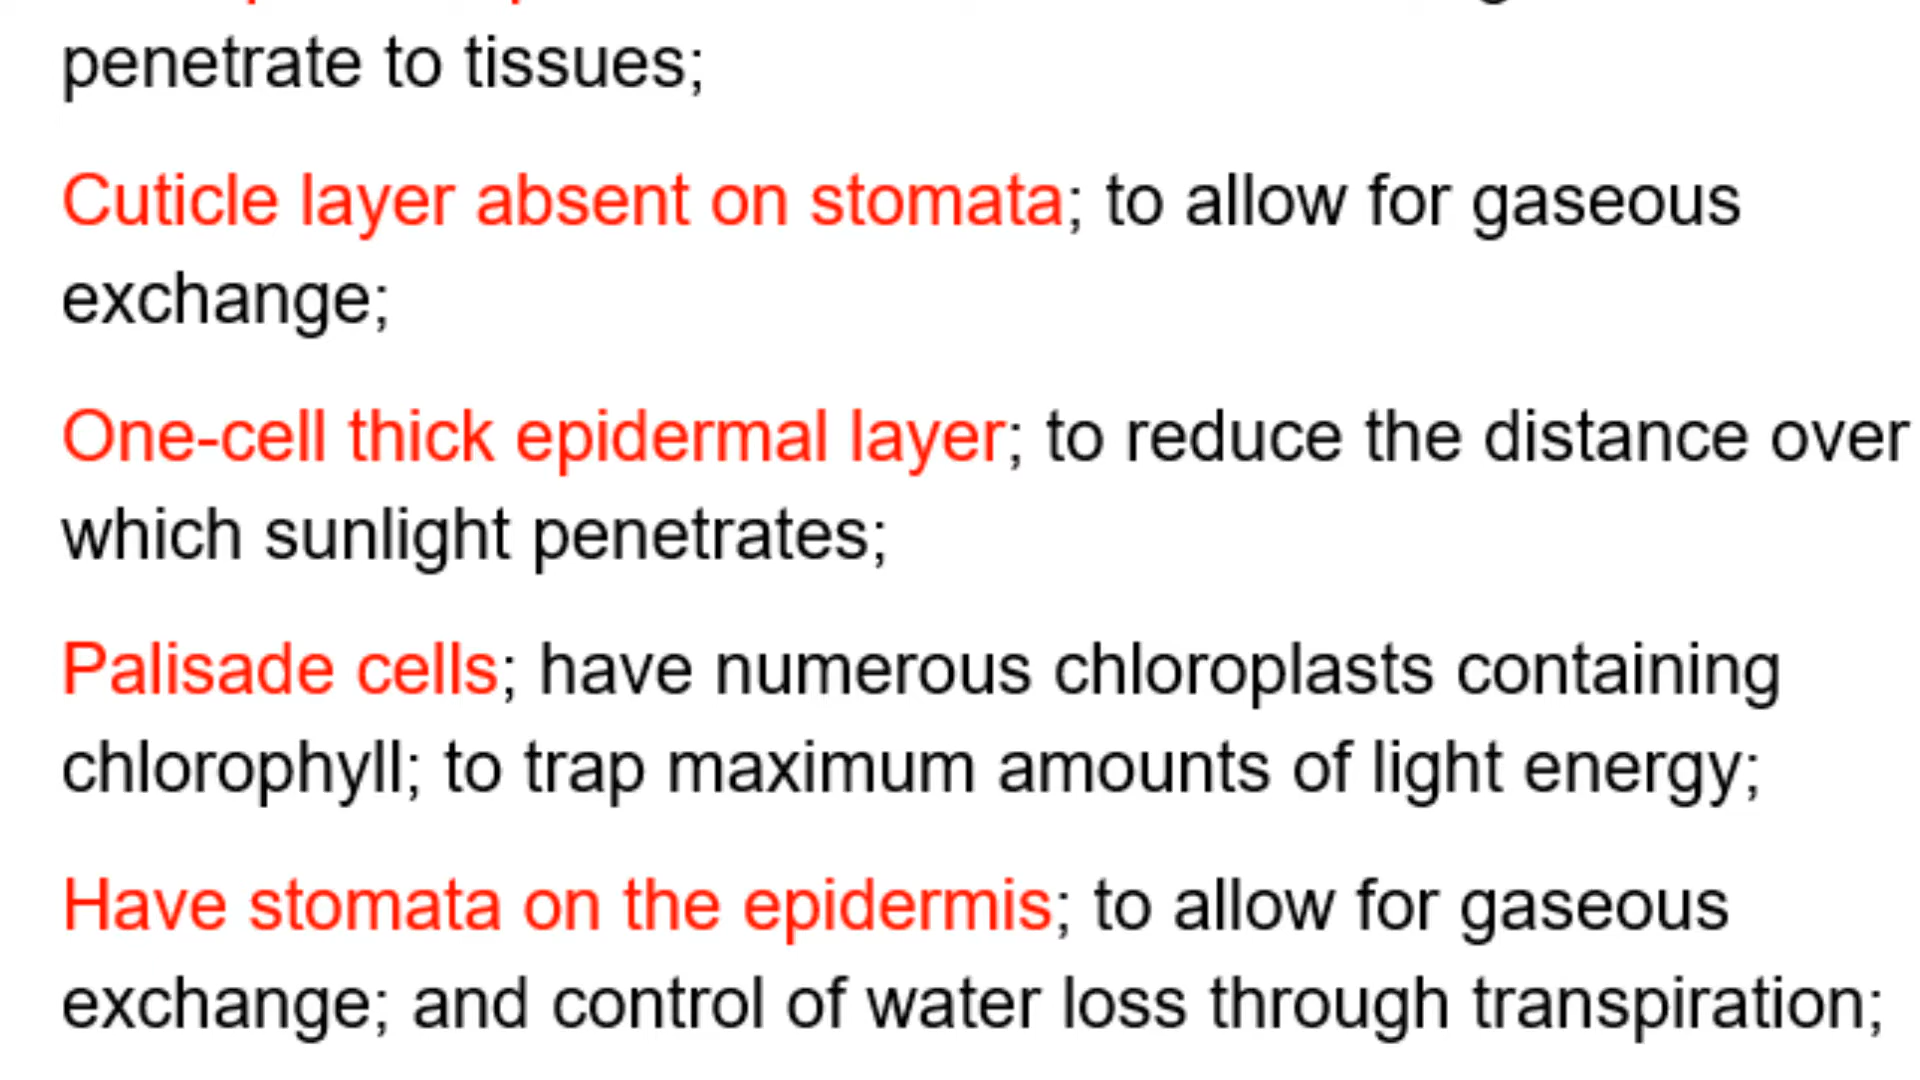 penetrate to tissues;
Cuticle layer absent on stomata; to allow for gaseous
exchange;
One-cell thick epidermal layer; to reduce the distance over
which sunlight penetrates;
Palisade cells; have numerous chloroplasts containing
chlorophyll; to trap maximum amounts of light energy;
Have stomata on the epidermis; to allow for gaseous
exchange; and control of water loss through transpiration;